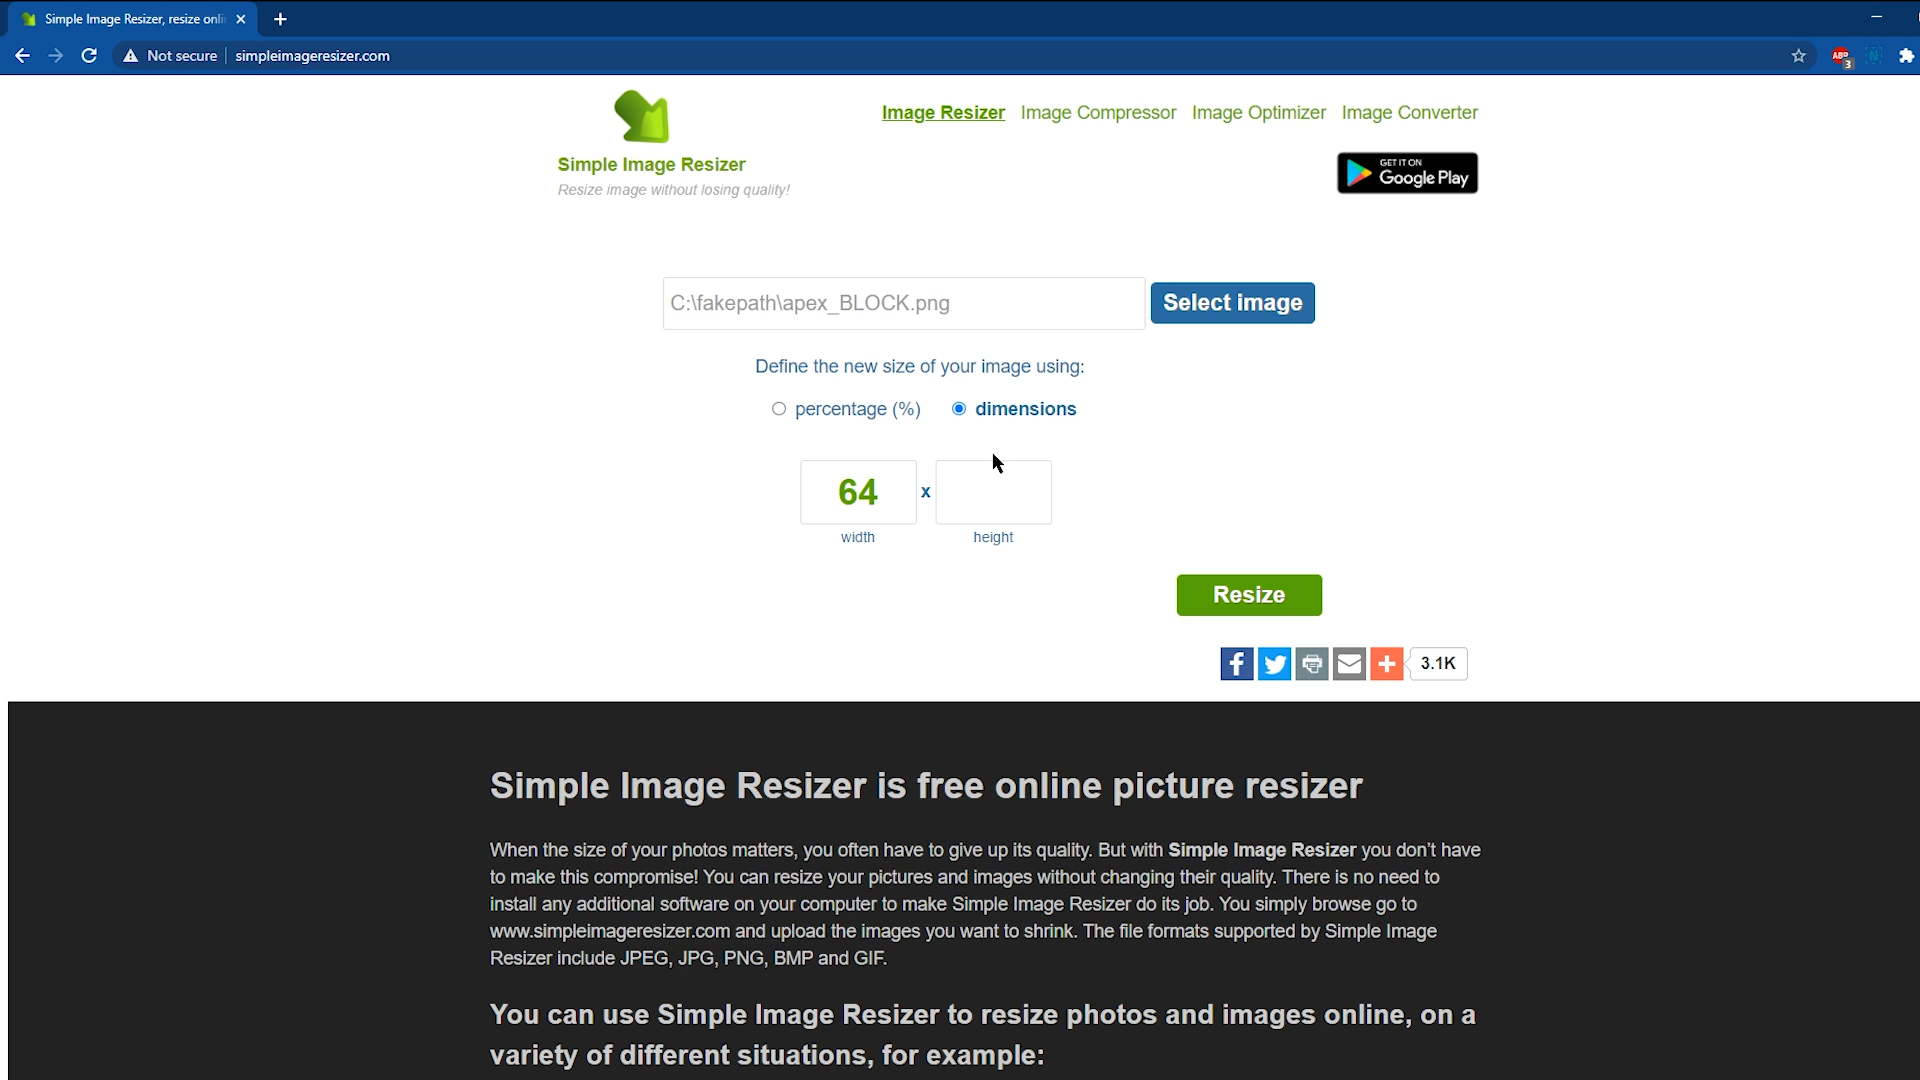 Simple Image Resizer, resize onli
Not secure
simpleimageresizer.com
ABP
3
Image Resizer Image Compressor Image Optimizer Image Converter
Simple Image Resizer
Resize image without losing quality!
GET IT ON
Google Play
C:\fakepath\apex_BLOCK.png
Select image
Define the new size of your image using:
percentage (%) dimensions
64 x
width height
Resize
3.1K
Simple Image Resizer is free online picture resizer
When the size of your photos matters, you often have to give up its quality. But with Simple Image Resizer you don't have
to make this compromise! You can resize your pictures and images without changing their quality. There is no need to
install any additional software on your computer to make Simple Image Resizer do its job. You simply browse go to
www.simpleimageresizer.com and upload the images you want to shrink. The file formats supported by Simple Image
Resizer include JPEG, JPG, PNG, BMP and GIF.
You can use Simple Image Resizer to resize photos and images online, on a
variety of different situations, for example: